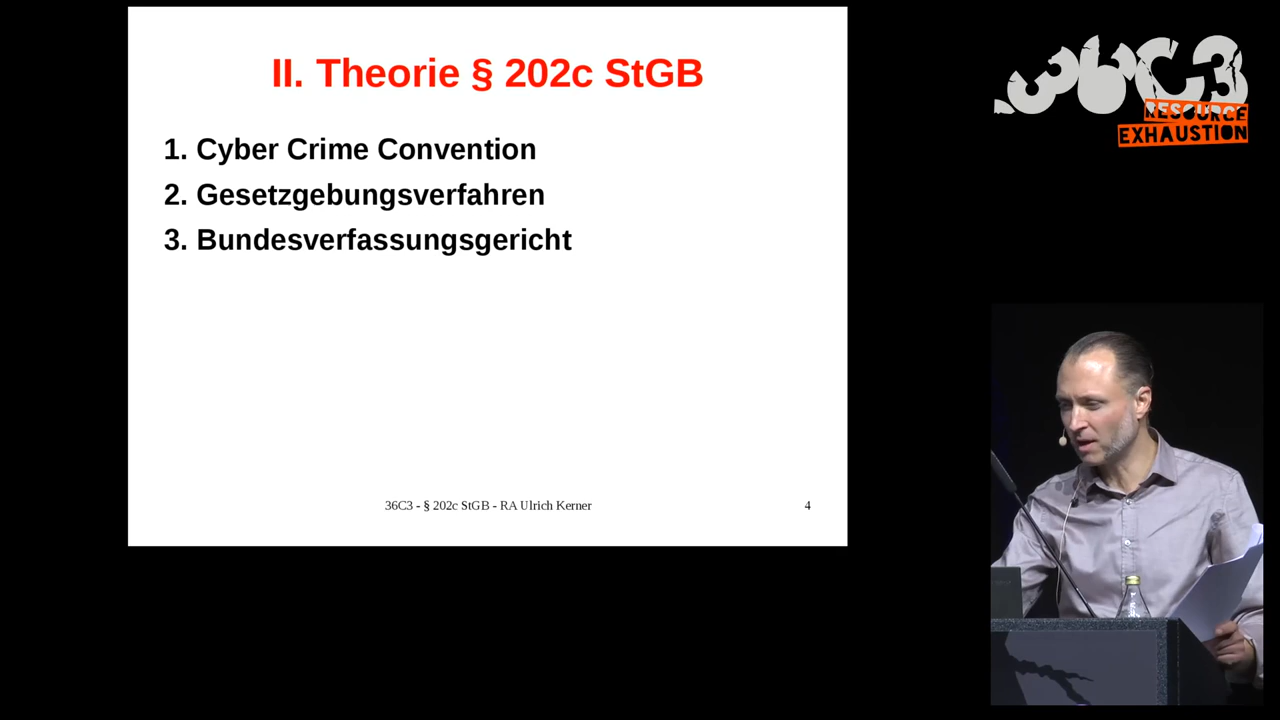 II. Theorie § 202c StGB
1. Cyber Crime Convention
2. Gesetzgebungsverfahren
3. Bundesverfassungsgericht
36C3 - § 202c StGB - RA Ulrich Kerner
4
36C3
RESOURCE
EXHAUSTION